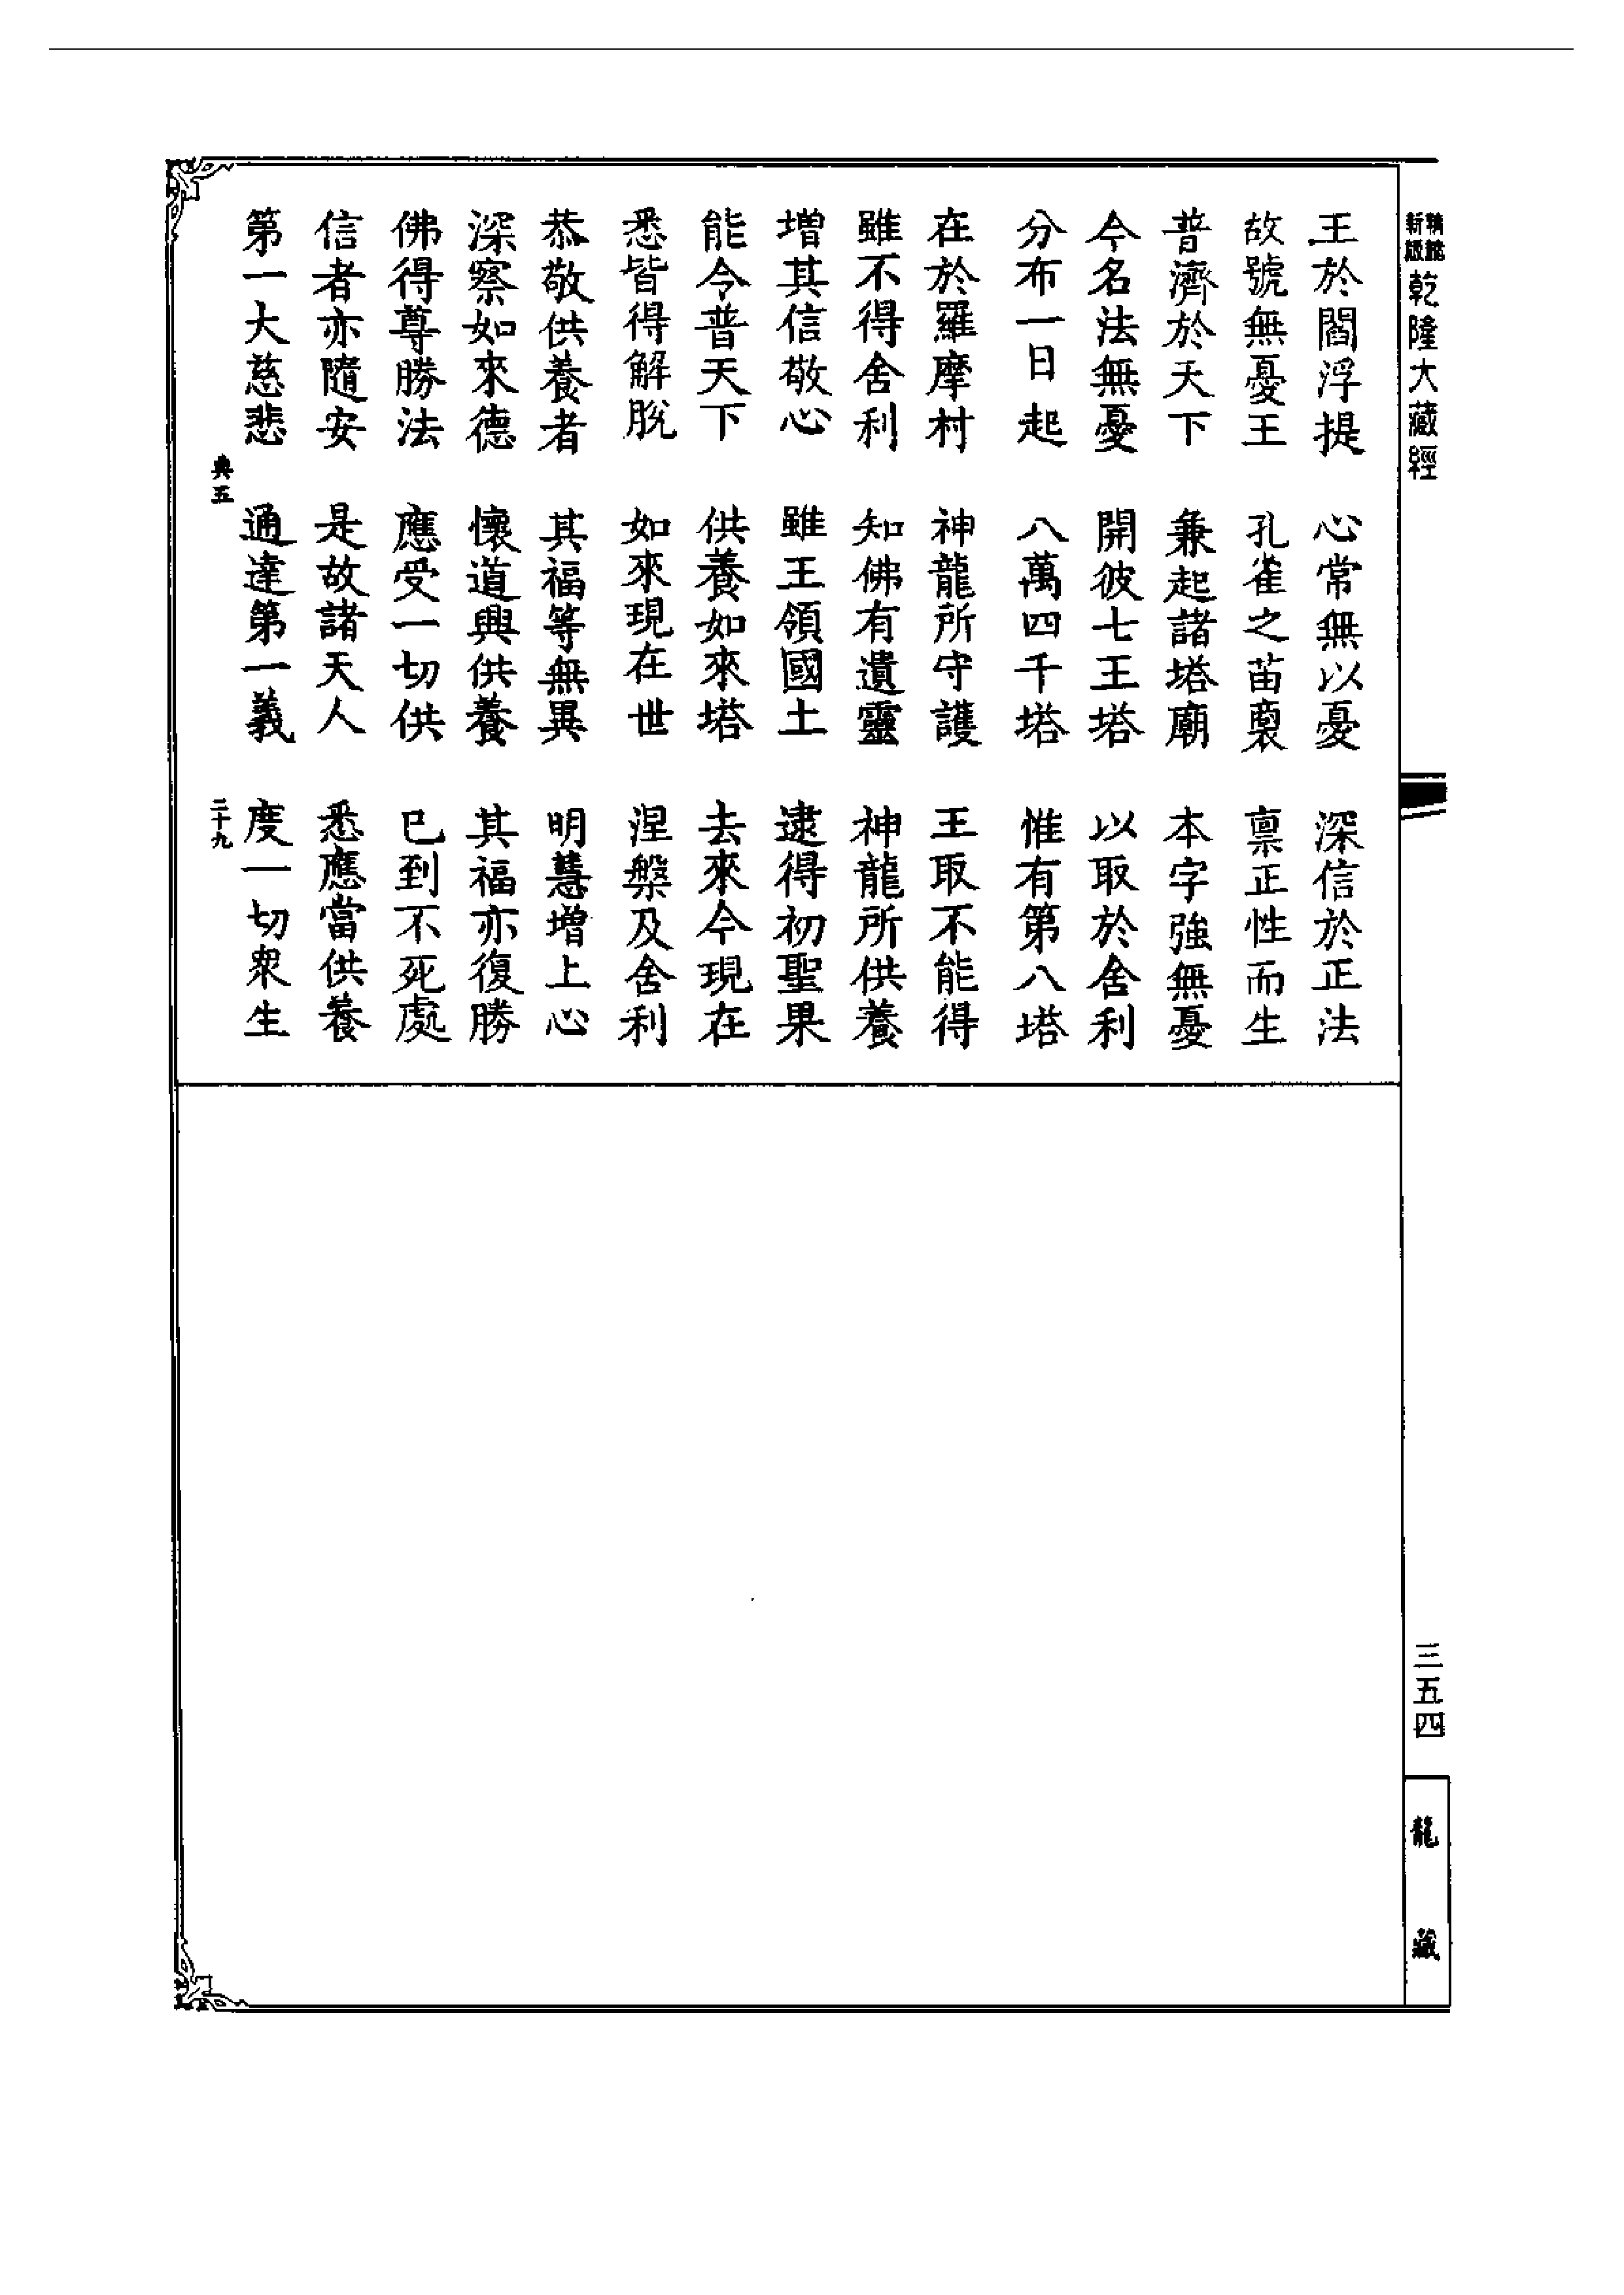 新版
精縮
乾隆大藏經
三五四
龍藏
王於閻浮提　心常無以憂　深信於正法
故號無憂王　孔雀之苗裔　禀正性而生
普濟於天下　兼起諸塔廟　本字強無憂
今名法無憂　開彼七王塔　以取於舍利
分布一日起　八萬四千塔　惟有第八塔
在於羅摩村　神龍所守護　王取不能得
雖不得舍利　知佛有遺靈　神龍所供養
增其信敬心　雖王領國土　逮得初聖果
能令普天下　供養如來塔　去來今現在
悉皆得解脫　如來現在世　涅槃及舍利
恭敬供養者　其福等無異　明慧增上心
深察如來德　懷道興供養　其福亦復勝
佛得尊勝法　應受一切供　已到不死處
信者亦隨安　是故諸天人　悉應當供養
第一大慈悲　通達第一義　度一切衆生
典五
二十九